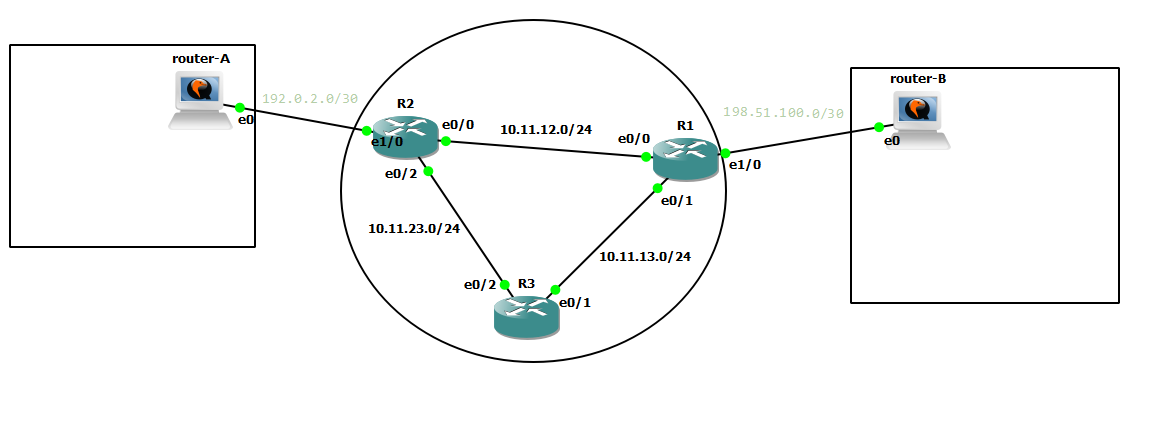 router-A
router-B
192.0.2.0/30
R2
198.51.100.0/30
e0
e0/0
10.11.12.0/24
R1
e1/0
e0/0
e0
e0/2
e1/0
e0/1
10.11.23.0/24
10.11.13.0/24
e0/2
R3
e0/1